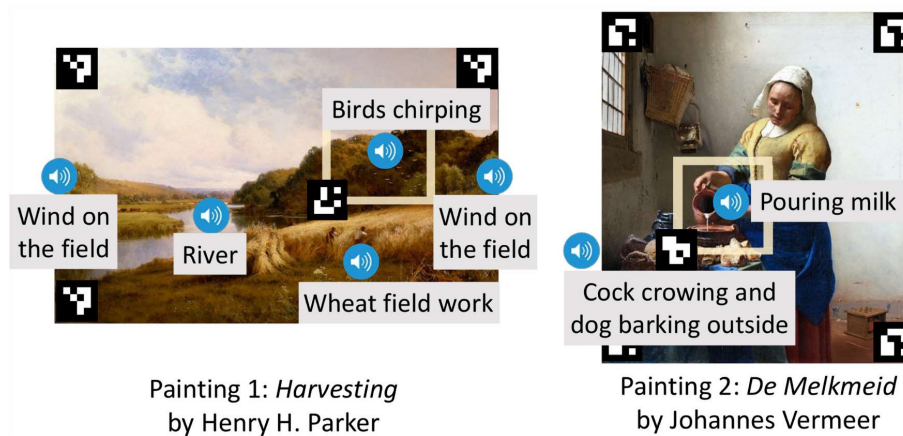 Birds chirping
Wind on
the field
River
Wind on
the field
Wheat field work
Pouring milk
Cock crowing and
dog barking outside
Painting 1: Harvesting
by Henry H. Parker
Painting 2: De Melkmeid
by Johannes Vermeer